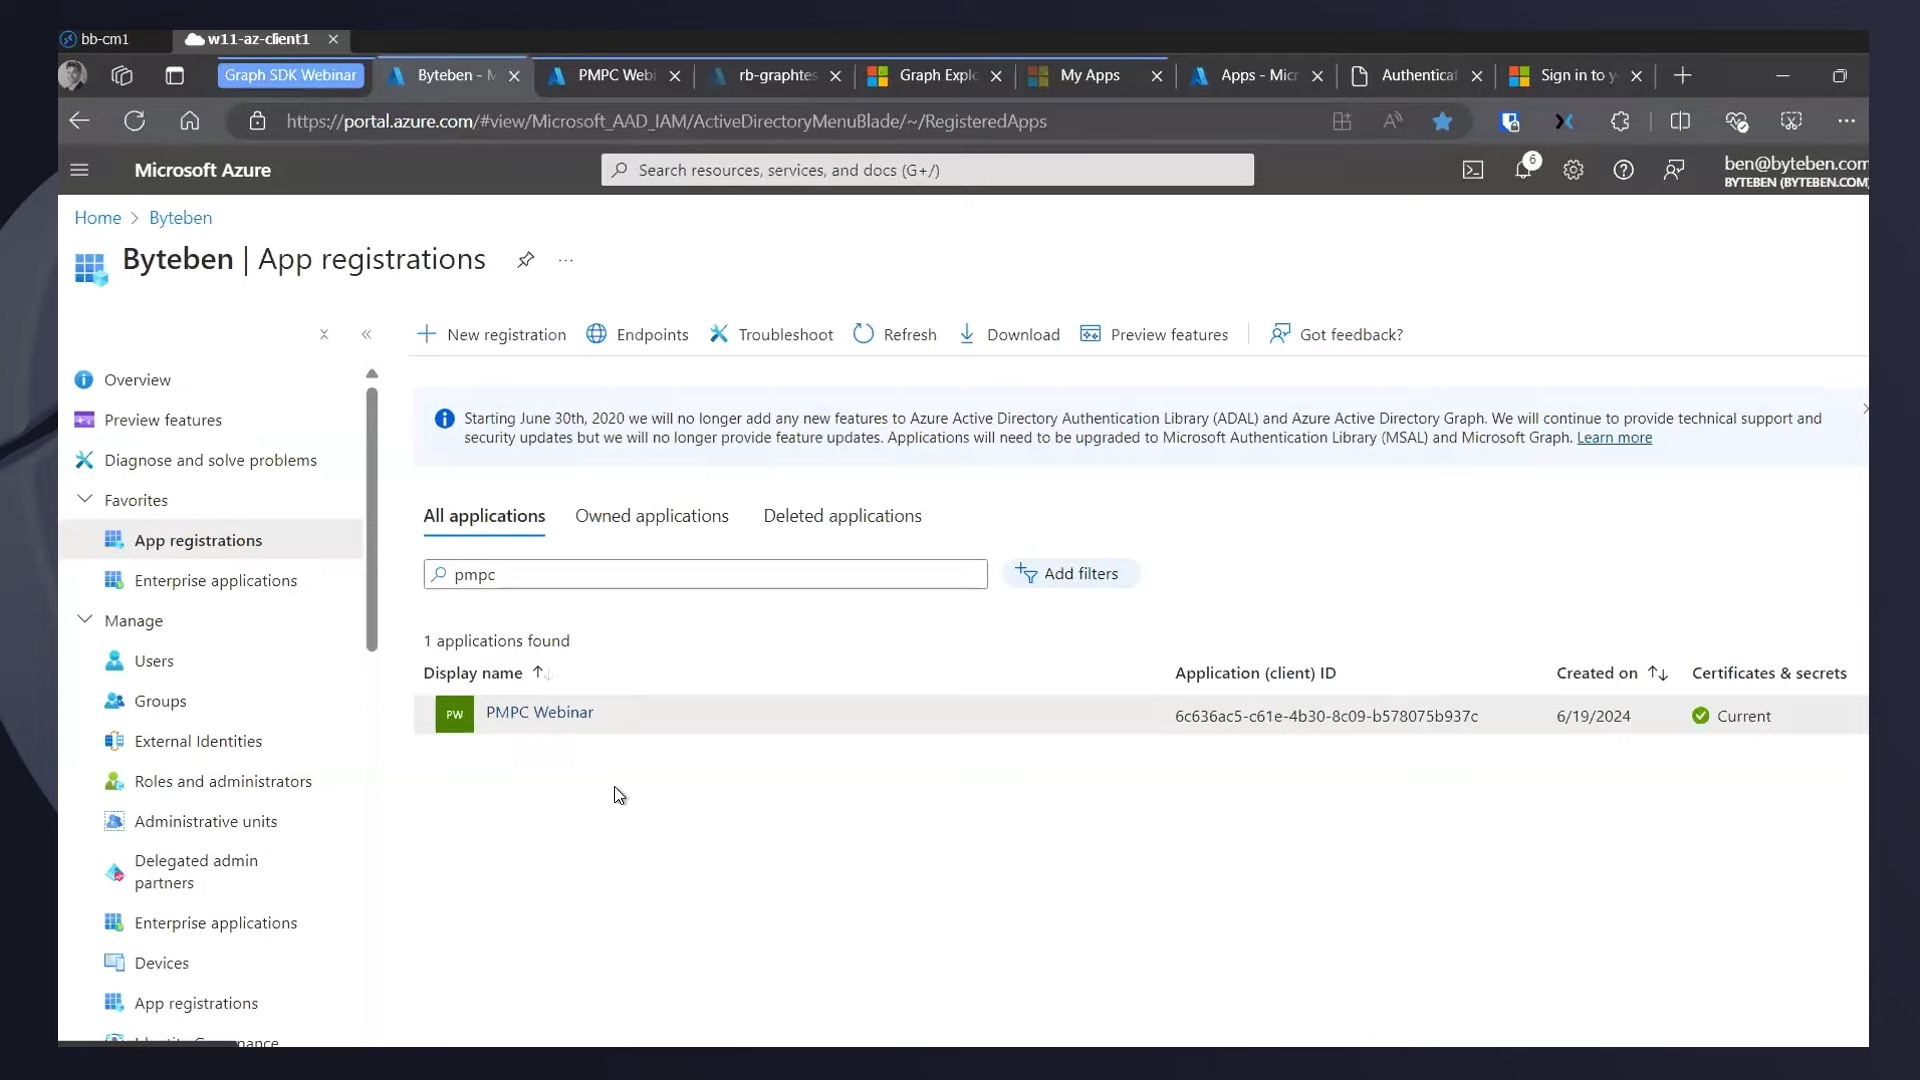 bb-cm1
w11-az-client1
Graph SDK Webinar
Byteben - M
PMPC Webi
rb-graphtes
Graph Explo
My Apps
Apps - Micr
Authenticat
Sign in to y
https://portal.azure.com/#view/Microsoft_AAD_IAM/ActiveDirectoryMenuBlade/~/RegisteredApps
Microsoft Azure
Search resources, services, and docs (G+/)
6
ben@byteben.com
BYTEBEN (BYTEBEN.COM)
Home > Byteben
Byteben | App registrations
New registration
Endpoints
Troubleshoot
Refresh
Download
Preview features
Got feedback?
Overview
Preview features
Diagnose and solve problems
Favorites
App registrations
Enterprise applications
Manage
Users
Groups
External Identities
Roles and administrators
Administrative units
Delegated admin
partners
Enterprise applications
Devices
App registrations
Starting June 30th, 2020 we will no longer add any new features to Azure Active Directory Authentication Library (ADAL) and Azure Active Directory Graph. We will continue to provide technical support and
security updates but we will no longer provide feature updates. Applications will need to be upgraded to Microsoft Authentication Library (MSAL) and Microsoft Graph. Learn more
All applications
Owned applications
Deleted applications
pmpc
Add filters
1 applications found
Display name
Application (client) ID
Created on
Certificates & secrets
PW
PMPC Webinar
6c636ac5-c61e-4b30-8c09-b578075b937c
6/19/2024
Current